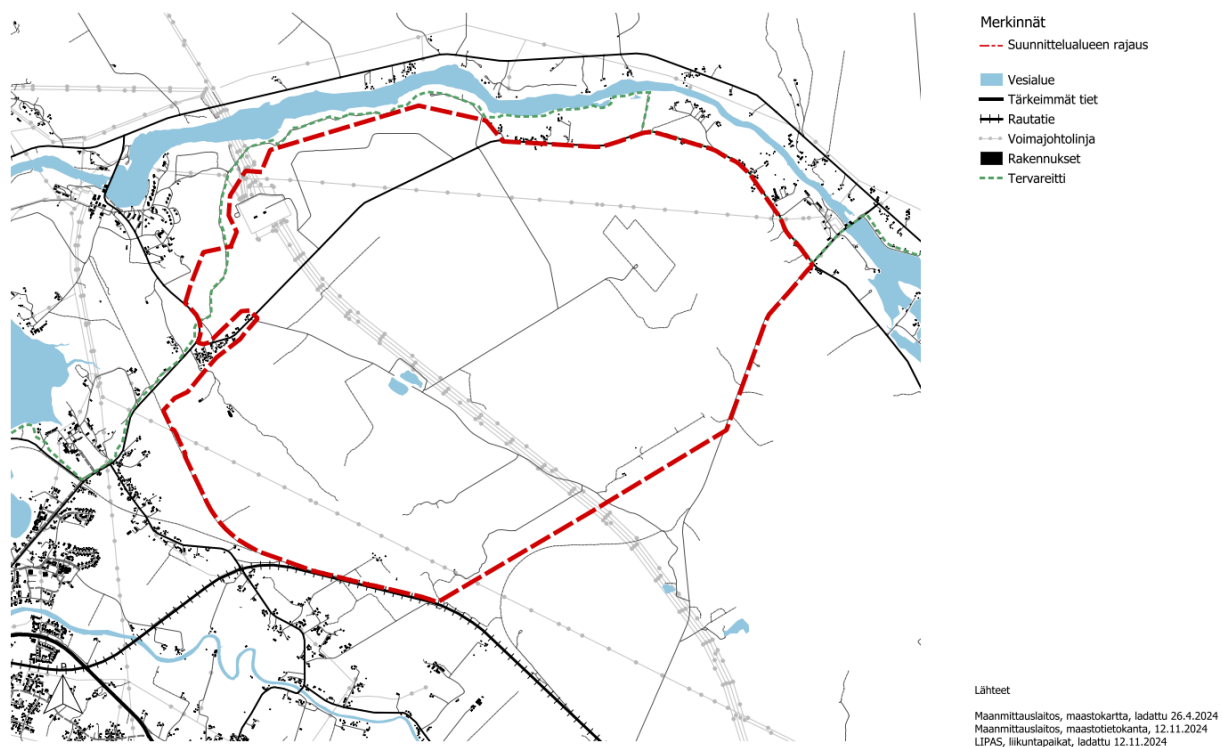 Merkinnät
Suunnittelualueen rajaus
Vesialue
Tärkeimmät tiet
Rautatie
Voimajohtolinja
Rakennukset
Tervareitti
Lähteet
Maanmittauslaitos, maastokartta, ladattu 26.4.2024
Maanmittauslaitos, maastotietokanta, 12.11.2024
LIPAS, liikuntapaikat, ladattu 12.11.2024